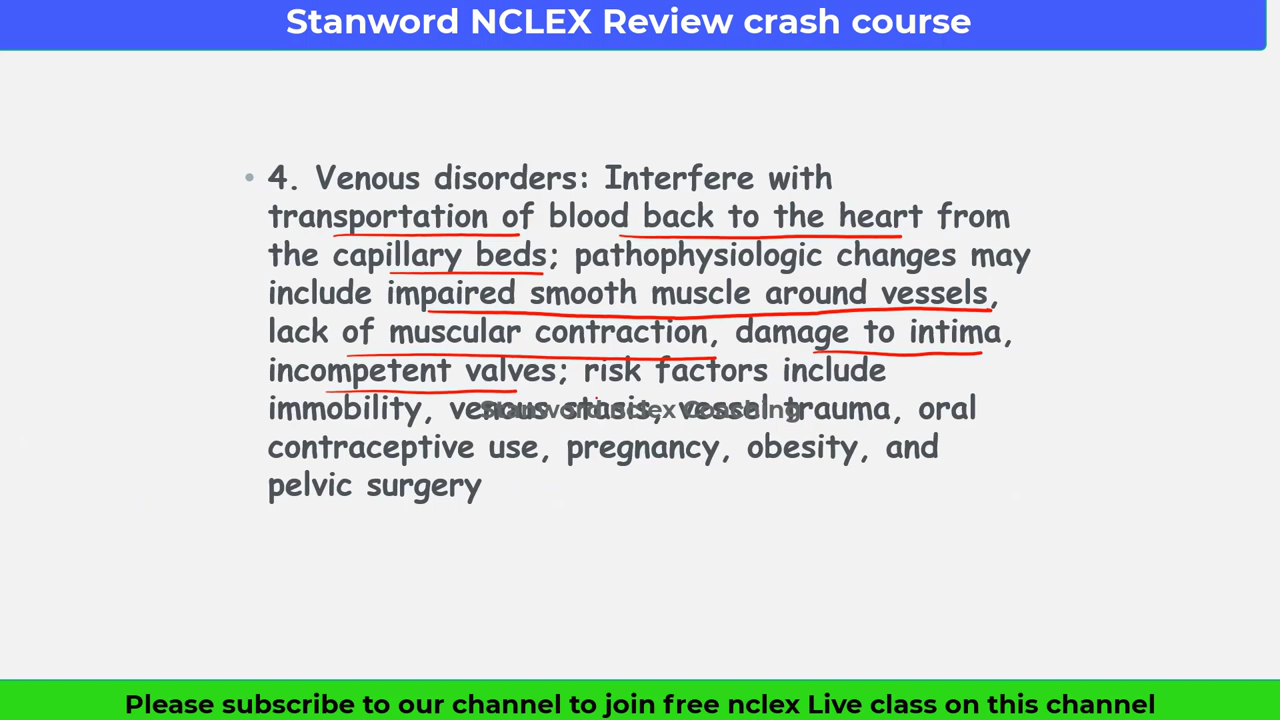 Stanword NCLEX Review crash course
• 4. Venous disorders: Interfere with
transportation of blood back to the heart from
the capillary beds; pathophysiologic changes may
include impaired smooth muscle around vessels,
lack of muscular contraction, damage to intima,
incompetent valves; risk factors include
immobility, venous stasis, vessel trauma, oral
Stanword nclex Coaching
contraceptive use, pregnancy, obesity, and
pelvic surgery
Please subscribe to our channel to join free nclex Live class on this channel